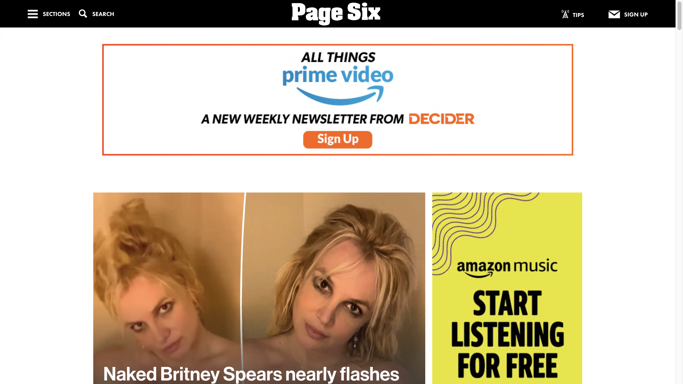 SECTIONS SEARCH Page Six TIPS SIGN UP
ALL THINGS
prime video
A NEW WEEKLY NEWSLETTER FROM DECIDER
Sign Up
Naked Britney Spears nearly flashes
amazon music
START
LISTENING
FOR FREE